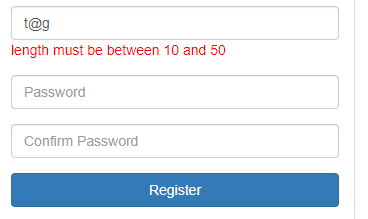 t@g
length must be between 10 and 50
Password
Confirm Password
Register